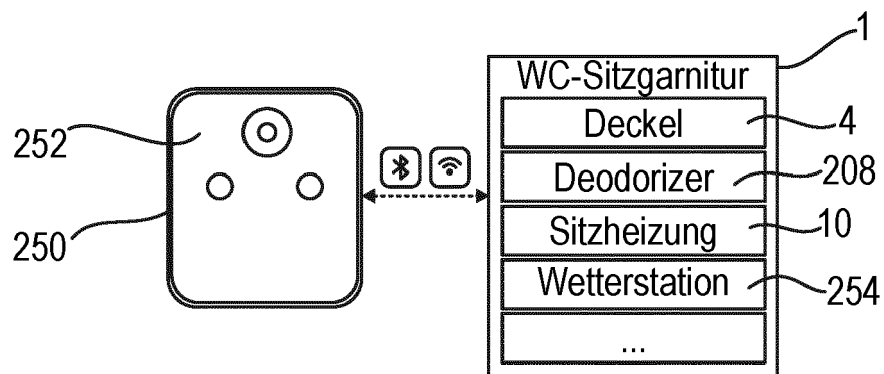 1
WC-Sitzgarnitur
Deckel
4
252
Deodorizer
208
250
Sitzheizung
10
Wetterstation
254
...